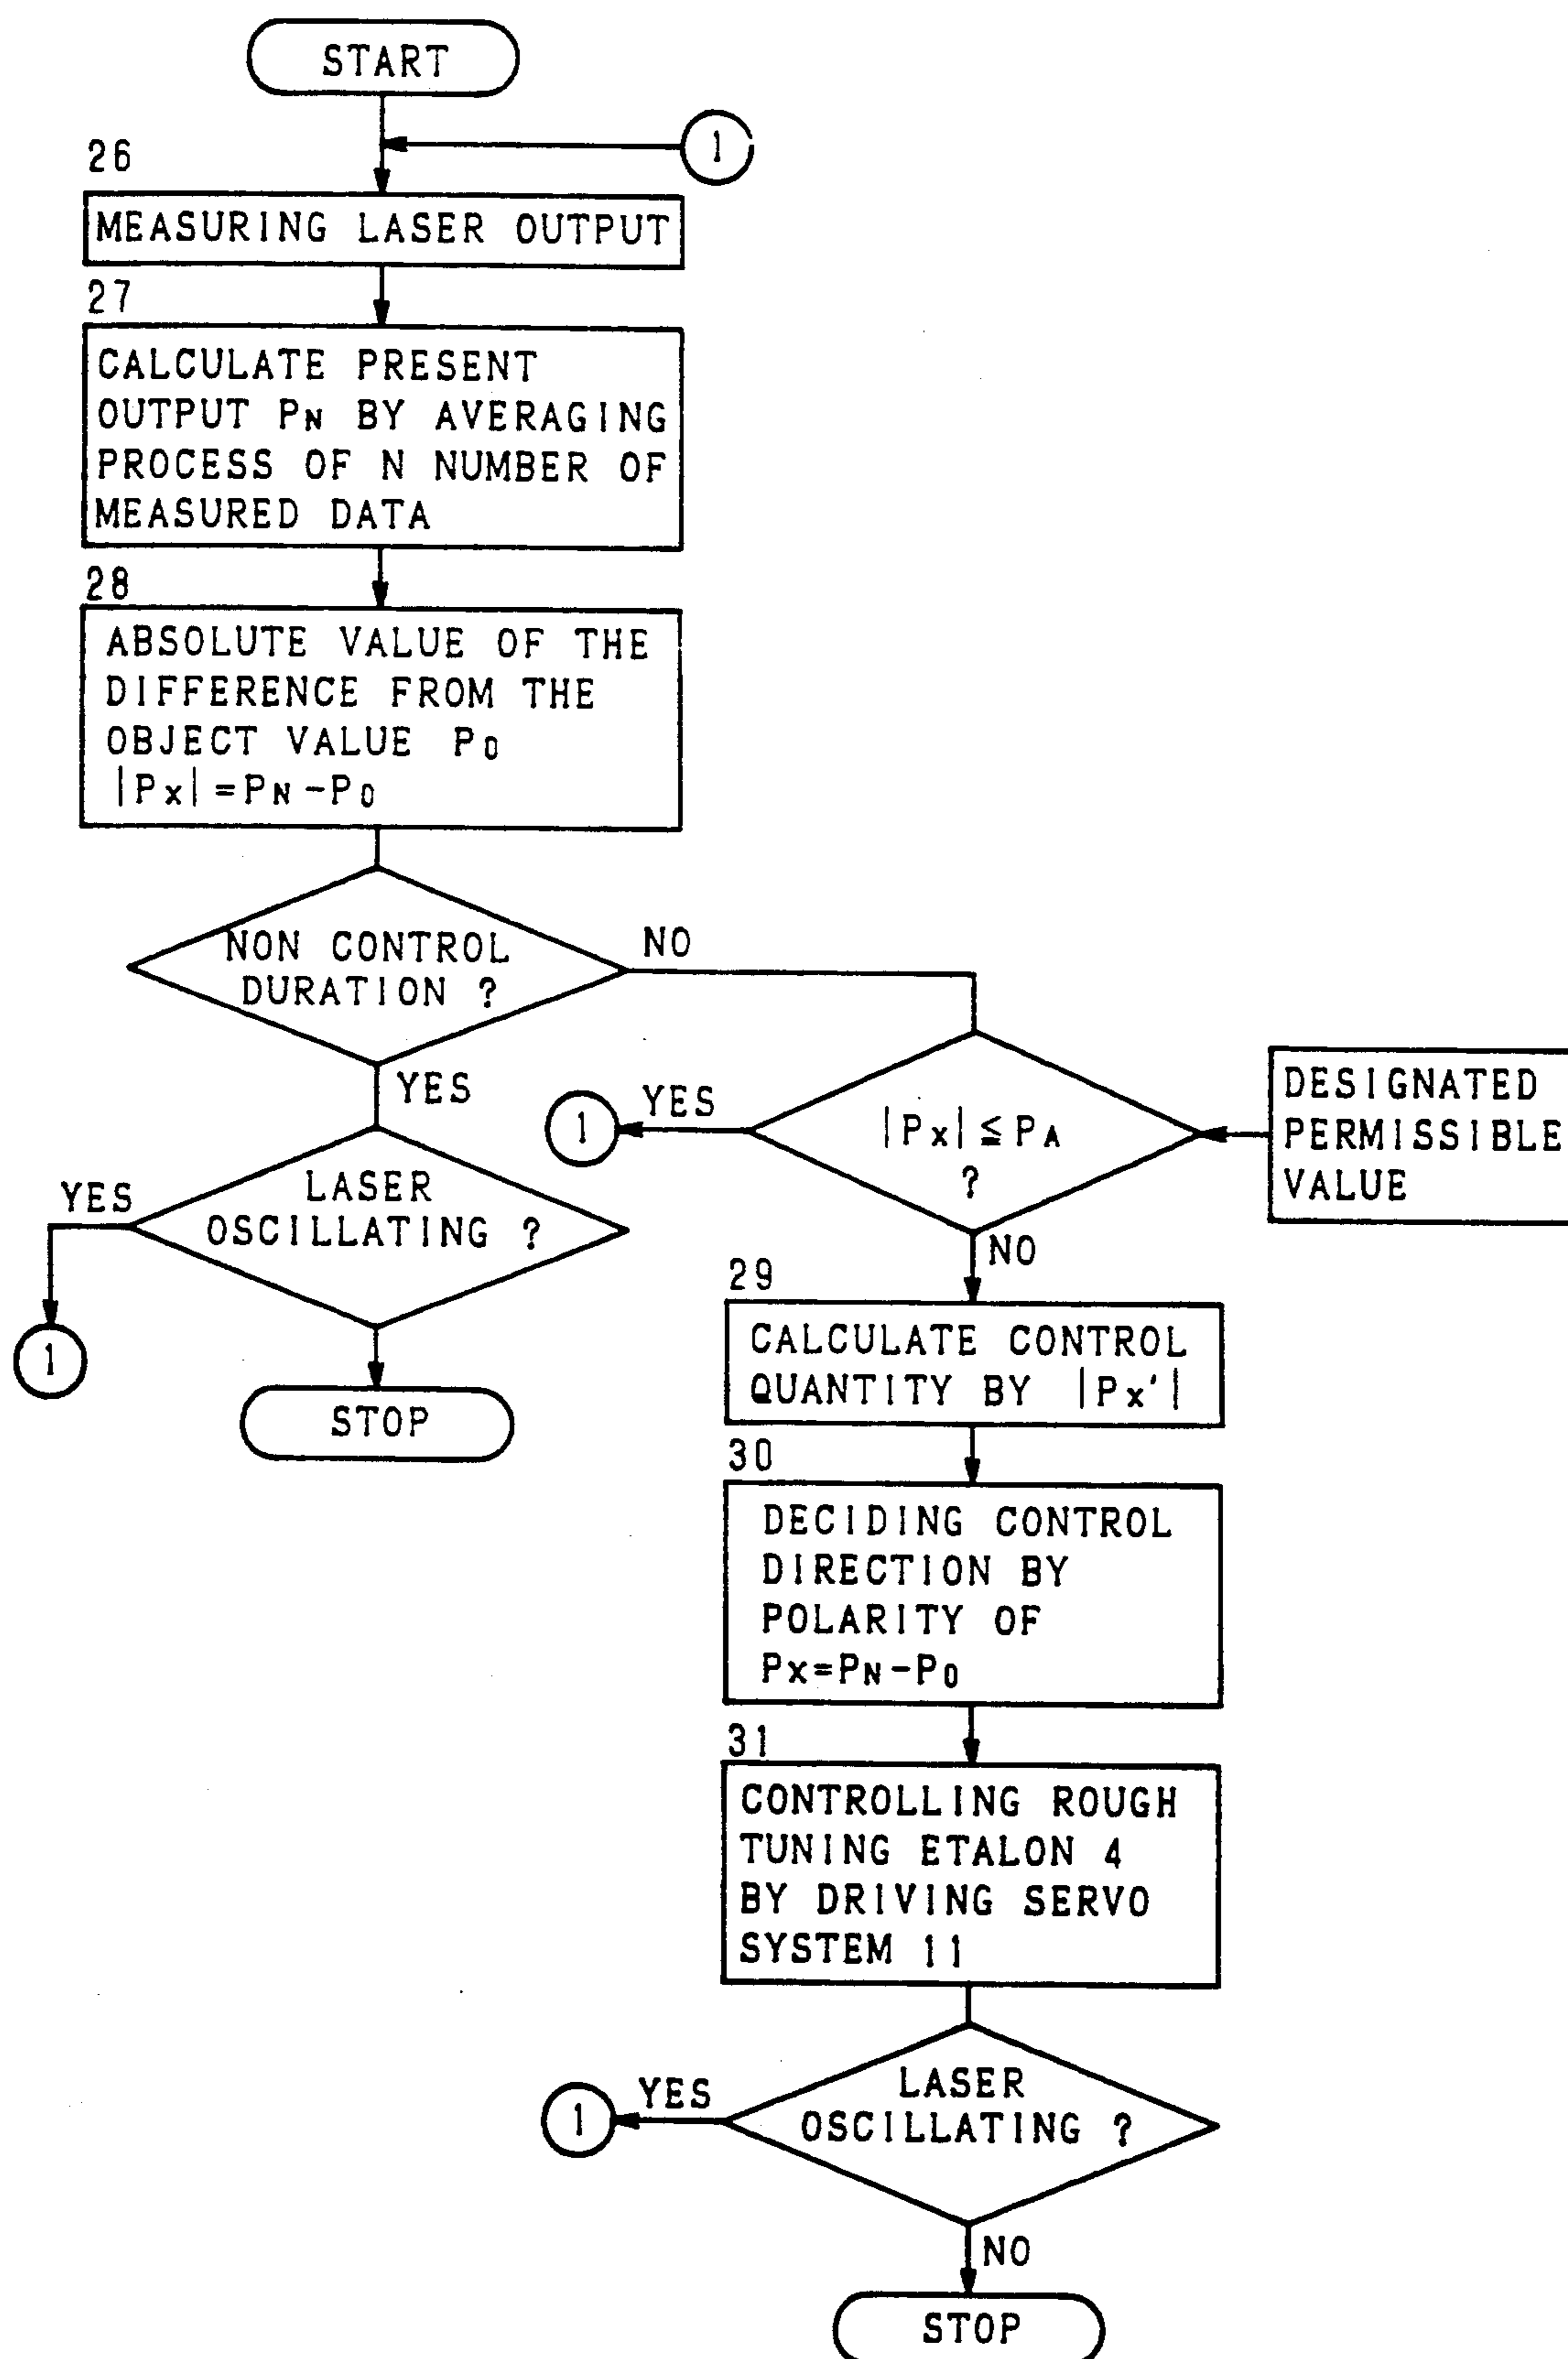 START
1
26
MEASURING LASER OUTPUT
27
CALCULATE PRESENT
OUTPUT PN BY AVERAGING
PROCESS OF N NUMBER OF
MEASURED DATA
28
ABSOLUTE VALUE OF THE
DIFFERENCE FROM THE
OBJECT VALUE P0
|Px|=PN-P0
NON CONTROL
DURATION ?
NO
YES
LASER
OSCILLATING ?
YES
1
STOP
|Px|≦PA
?
YES
1
DESIGNATED
PERMISSIBLE
VALUE
NO
29
CALCULATE CONTROL
QUANTITY BY |Px'|
30
DECIDING CONTROL
DIRECTION BY
POLARITY OF
Px=PN-P0
31
CONTROLLING ROUGH
TUNING ETALON 4
BY DRIVING SERVO
SYSTEM 11
LASER
OSCILLATING ?
YES
1
NO
STOP